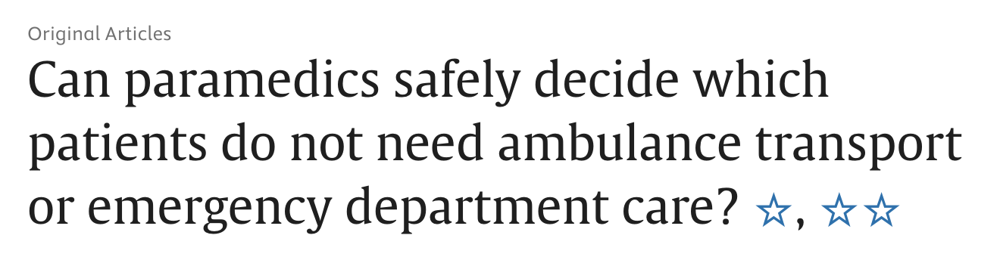 Original Articles
Can paramedics safely decide which
patients do not need ambulance transport
or emergency department care? ☆, ☆☆